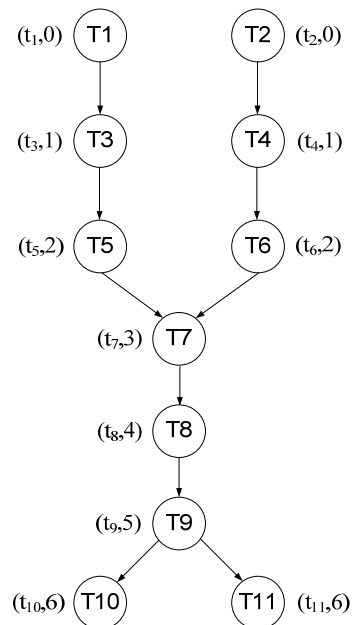 (t1,0) T1 T2 (t2,0)
(t3,1) T3 T4 (t4,1)
(t5,2) T5 T6 (t6,2)
(t7,3) T7
(t8,4) T8
(t9,5) T9
(t10,6) T10 T11 (t11,6)